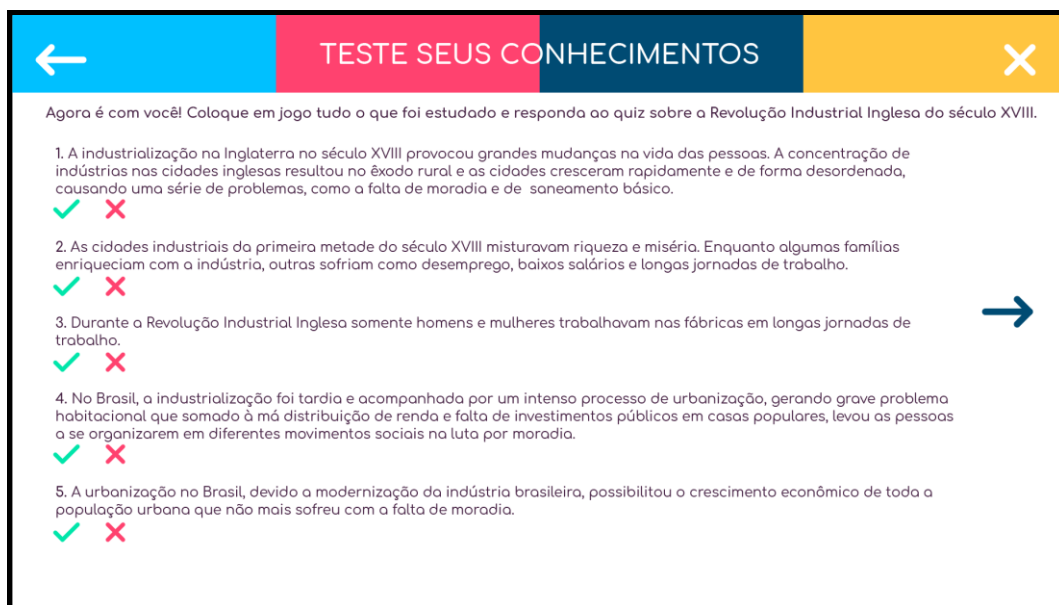 TESTE SEUS CONHECIMENTOS
Agora é com você! Coloque em jogo tudo o que foi estudado e responda ao quiz sobre a Revolução Industrial Inglesa do século XVIII.
1. A industrialização na Inglaterra no século XVIII provocou grandes mudanças na vida das pessoas. A concentração de
indústrias nas cidades inglesas resultou no êxodo rural e as cidades cresceram rapidamente e de forma desordenada,
causando uma série de problemas, como a falta de moradia e de saneamento básico.
2. As cidades industriais da primeira metade do século XVIII misturavam riqueza e miséria. Enquanto algumas famílias
enriqueciam com a indústria, outras sofriam como desemprego, baixos salários e longas jornadas de trabalho.
3. Durante a Revolução Industrial Inglesa somente homens e mulheres trabalhavam nas fábricas em longas jornadas de
trabalho.
4. No Brasil, a industrialização foi tardia e acompanhada por um intenso processo de urbanização, gerando grave problema
habitacional que somado à má distribuição de renda e falta de investimentos públicos em casas populares, levou as pessoas
a se organizarem em diferentes movimentos sociais na luta por moradia.
5. A urbanização no Brasil, devido a modernização da indústria brasileira, possibilitou o crescimento econômico de toda a
população urbana que não mais sofreu com a falta de moradia.